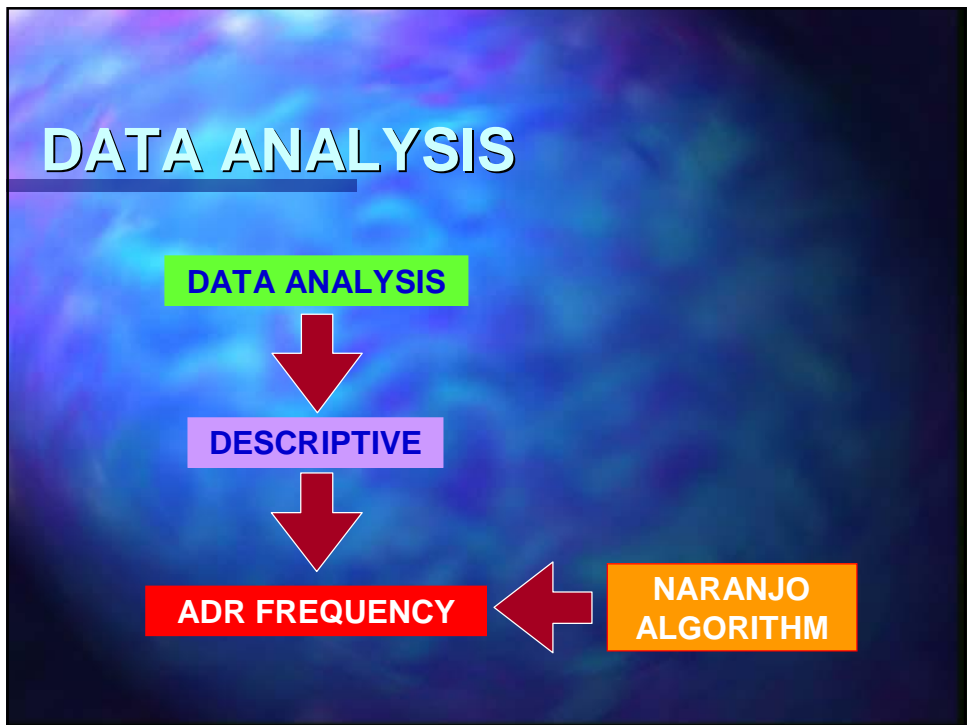 DATA ANALYSIS
DATA ANALYSIS
DESCRIPTIVE
ADR FREQUENCY
NARANJO
ALGORITHM